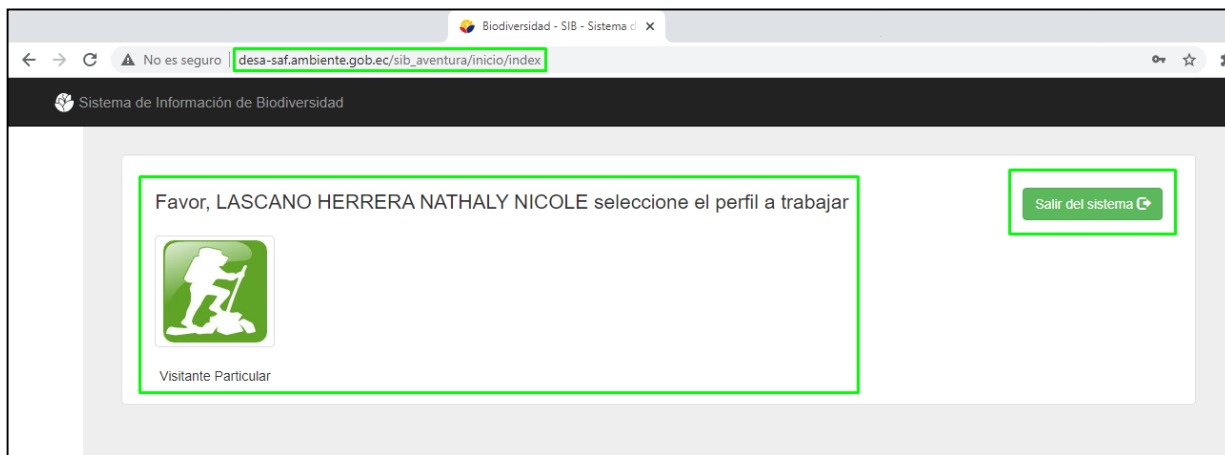 Biodiversidad - SIB - Sistema d
No es seguro desa-saf.ambiente.gob.ec/sib_aventura/inicio/index
Sistema de Información de Biodiversidad
Favor, LASCANO HERRERA NATHALY NICOLE seleccione el perfil a trabajar
Salir del sistema
Visitante Particular